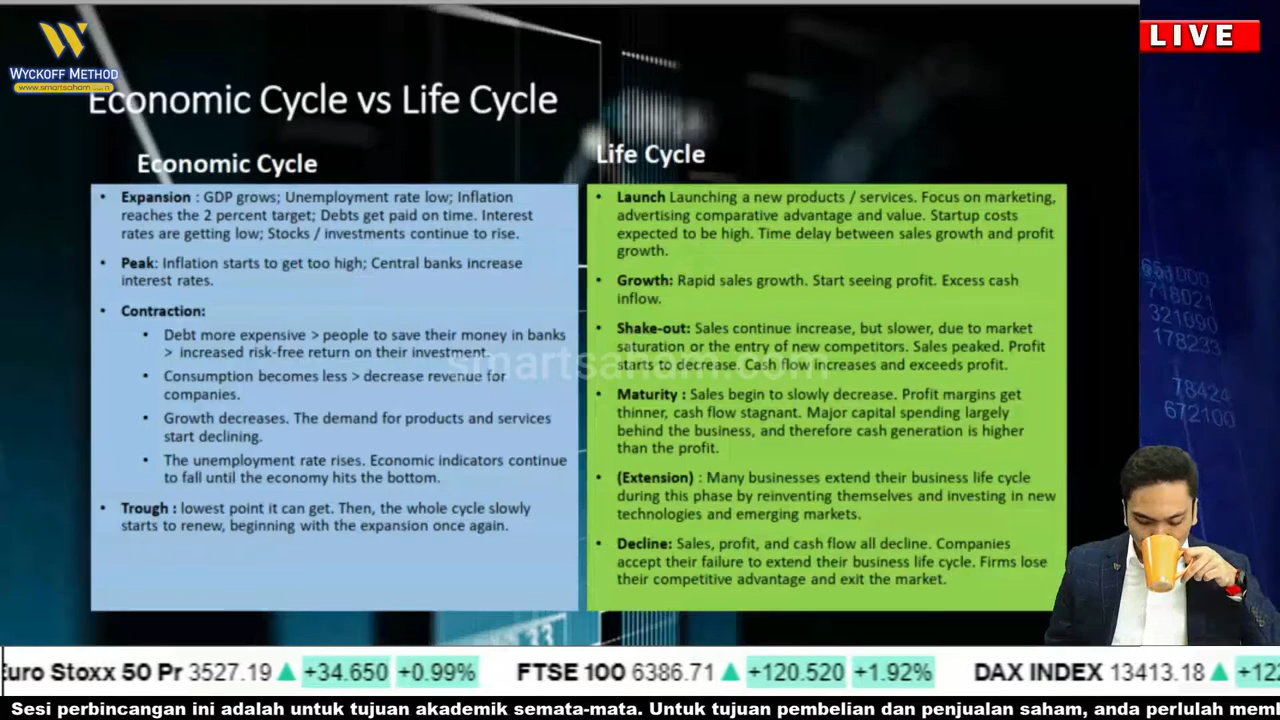 WYCKOFF METHOD
LIVE
Economic Cycle vs Life Cycle
Economic Cycle
• Expansion : GDP grows; Unemployment rate low; Inflation
reaches the 2 percent target; Debts get paid on time. Interest
rates are getting low; Stocks / investments continue to rise.
• Peak: Inflation starts to get too high; Central banks increase
interest rates.
• Contraction:
• Debt more expensive > people to save their money in banks
> increased risk-free return on their investment.
• Consumption becomes less > decrease revenue for
companies.
• Growth decreases. The demand for products and services
start declining.
• The unemployment rate rises. Economic indicators continue
to fall until the economy hits the bottom.
• Trough : lowest point it can get. Then, the whole cycle slowly
starts to renew, beginning with the expansion once again.
Life Cycle
• Launch Launching a new products / services. Focus on marketing,
advertising comparative advantage and value. Startup costs
expected to be high. Time delay between sales growth and profit
growth.
• Growth: Rapid sales growth. Start seeing profit. Excess cash
inflow.
• Shake-out: Sales continue increase, but slower, due to market
saturation or the entry of new competitors. Sales peaked. Profit
starts to decrease. Cash flow increases and exceeds profit.
• Maturity : Sales begin to slowly decrease. Profit margins get
thinner, cash flow stagnant. Major capital spending largely
behind the business, and therefore cash generation is higher
than the profit.
• (Extension) : Many businesses extend their business life cycle
during this phase by reinventing themselves and investing in new
technologies and emerging markets.
• Decline: Sales, profit, and cash flow all decline. Companies
accept their failure to extend their business life cycle. Firms lose
their competitive advantage and exit the market.
smartsaham.com
718021
321690
178233
78424
672100
Euro Stoxx 50 Pr 3527.19 ▲ +34.650 +0.99% FTSE 100 6386.71 ▲ +120.520 +1.92% DAX INDEX 13413.18 ▲
Sesi perbincangan ini adalah untuk tujuan akademik semata-mata. Untuk tujuan pembelian dan penjualan saham, anda perlulah